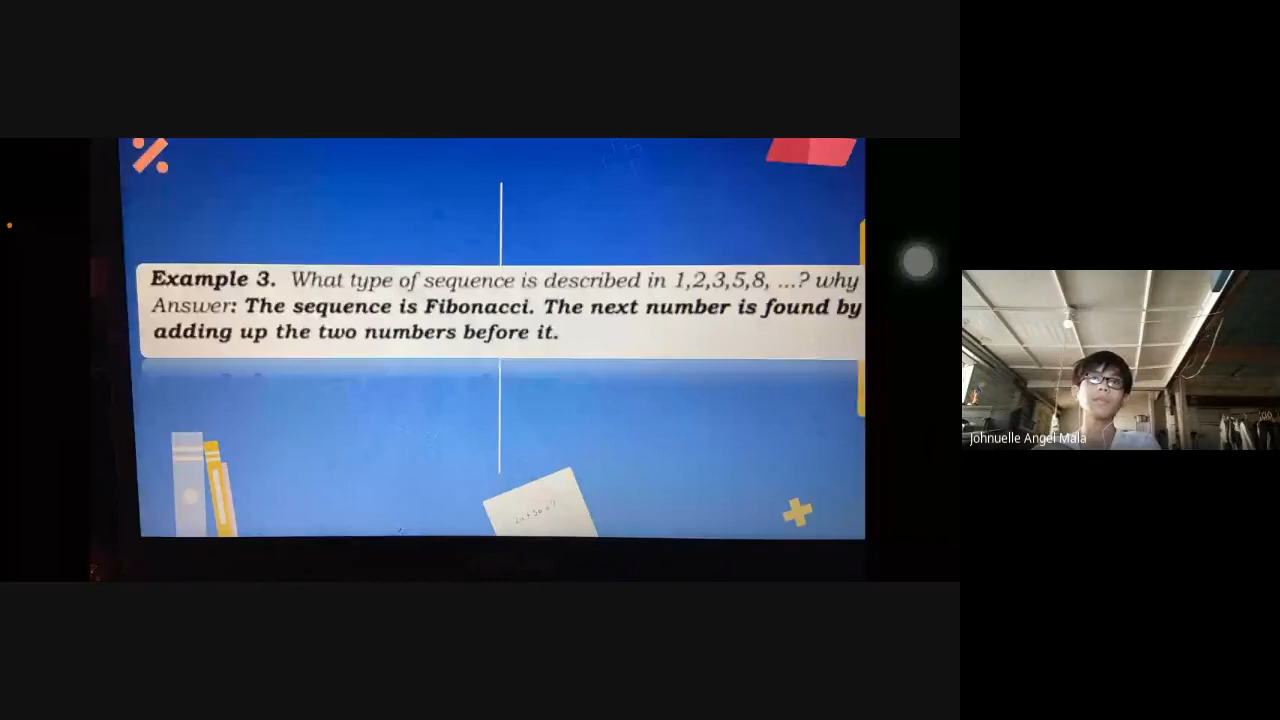 Example 3. What type of sequence is described in 1,2,3,5,8, ...? why
Answer: The sequence is Fibonacci. The next number is found by
adding up the two numbers before it.
Johnuelle Angel Mala